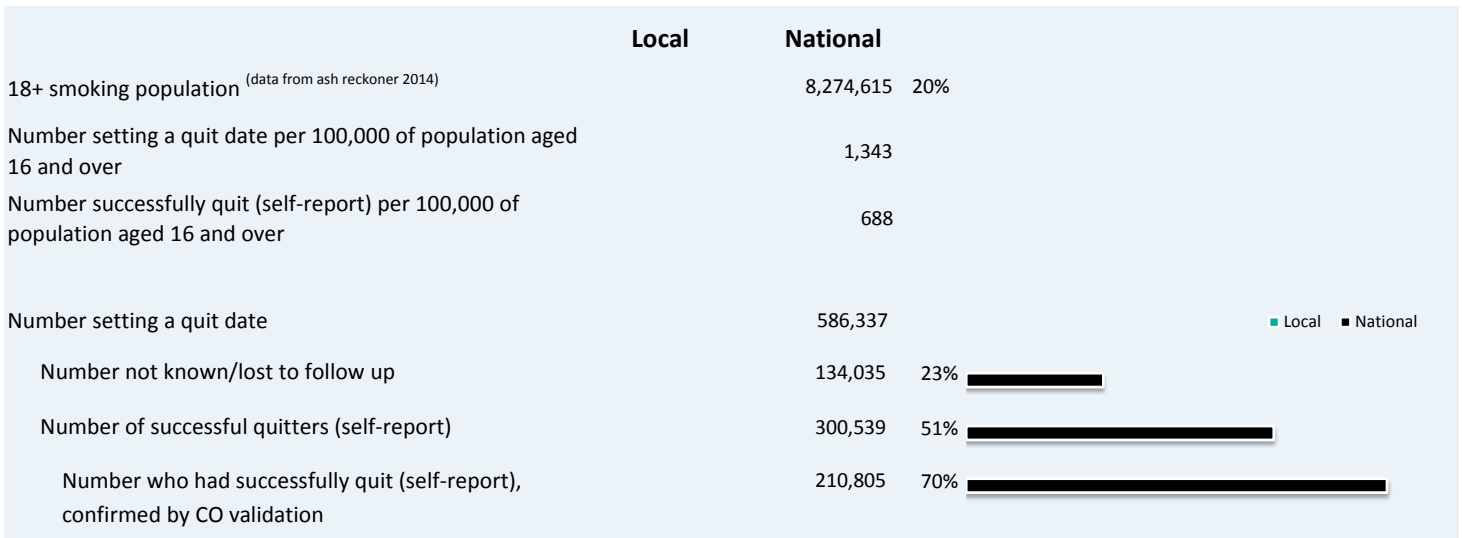 Local National
18+ smoking population (data from ash reckoner 2014) 8,274,615 20%
Number setting a quit date per 100,000 of population aged
16 and over
1,343
Number successfully quit (self-report) per 100,000 of
population aged 16 and over
688
Number setting a quit date 586,337
Local National
Number not known/lost to follow up 134,035 23%
Number of successful quitters (self-report) 300,539 51%
Number who had successfully quit (self-report), 210,805 70%
confirmed by CO validation